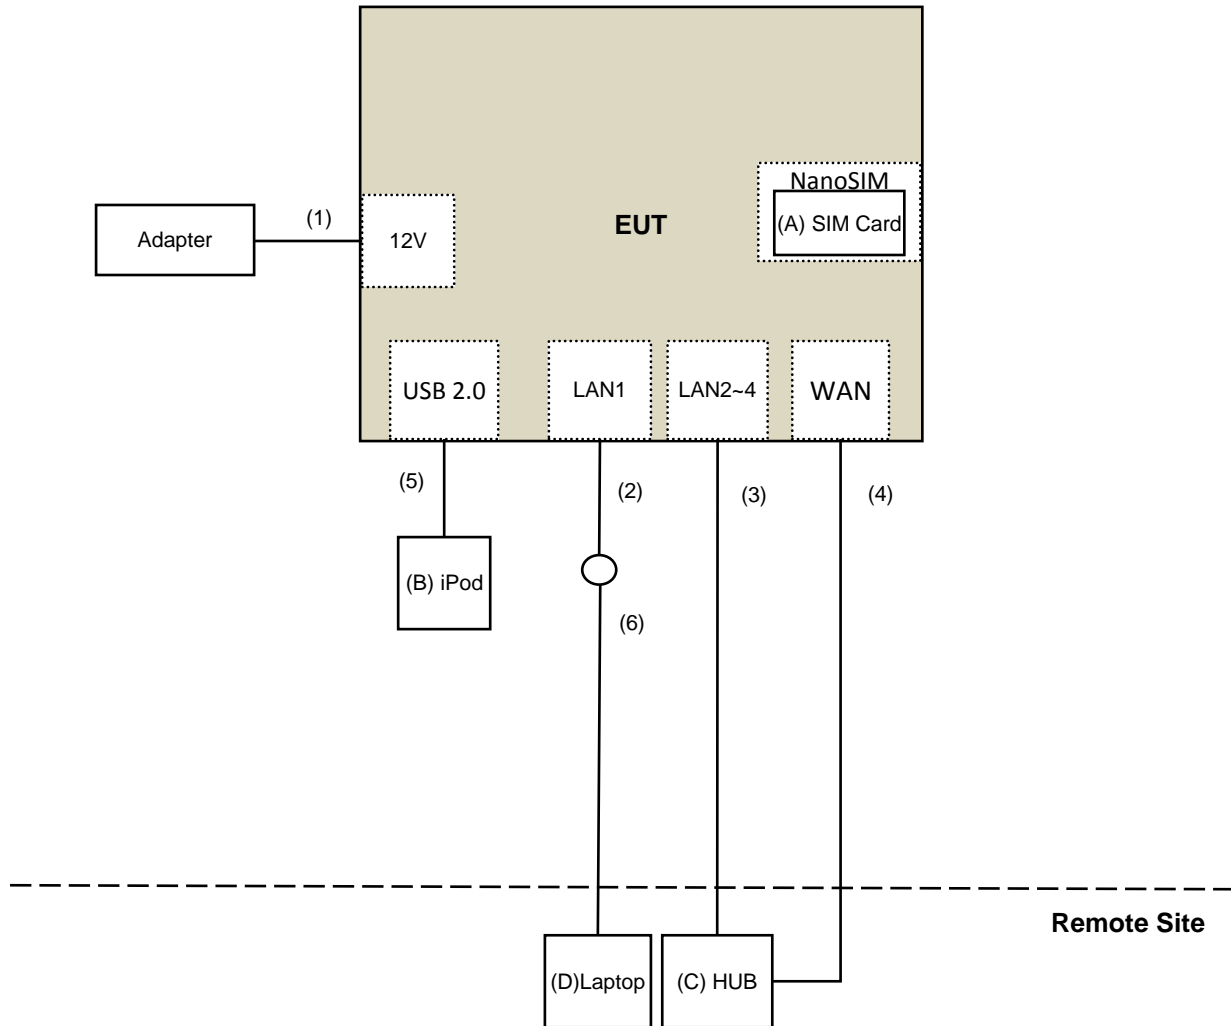 NanoSIM
(A) SIM Card
(1)
EUT
Adapter
12V
USB 2.0
LAN1
LAN2~4
WAN
(5)
(2)
(3)
(4)
(B) iPod
(6)
Remote Site
(D)Laptop
(C) HUB